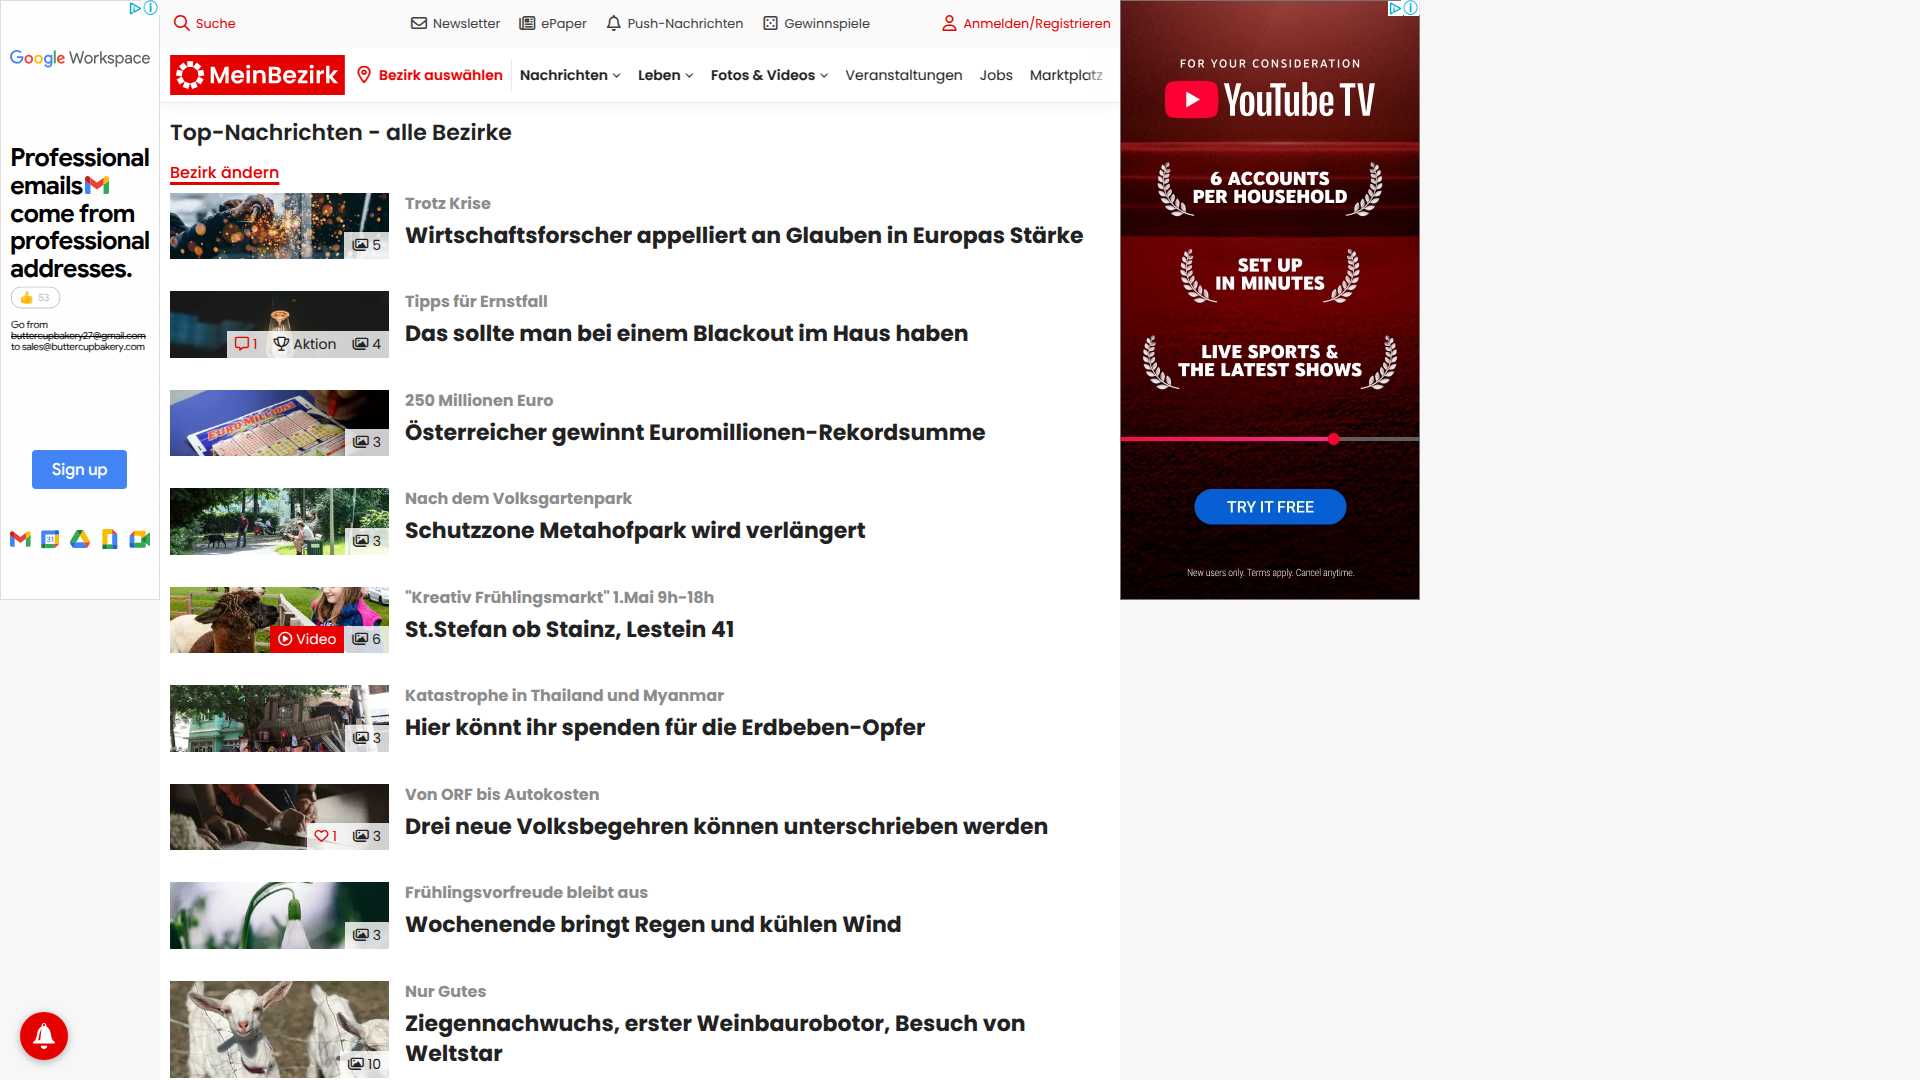 Suche
Newsletter
ePaper
Push-Nachrichten
Gewinnspiele
Anmelden/Registrieren
MeinBezirk
Bezirk auswählen
Nachrichten
Leben
Fotos & Videos
Veranstaltungen
Jobs
Marktplatz
Top-Nachrichten - alle Bezirke
Bezirk ändern
5
Trotz Krise
Wirtschaftsforscher appelliert an Glauben in Europas Stärke
1
Aktion
4
Tipps für Ernstfall
Das sollte man bei einem Blackout im Haus haben
EUROMILLIONEN
3
250 Millionen Euro
Österreicher gewinnt Euromillionen-Rekordsumme
3
Nach dem Volksgartenpark
Schutzzone Metahofpark wird verlängert
Video
6
"Kreativ Frühlingsmarkt" 1.Mai 9h-18h
St.Stefan ob Stainz, Lestein 41
3
Katastrophe in Thailand und Myanmar
Hier könnt ihr spenden für die Erdbeben-Opfer
1
3
Von ORF bis Autokosten
Drei neue Volksbegehren können unterschrieben werden
3
Frühlingsvorfreude bleibt aus
Wochenende bringt Regen und kühlen Wind
10
Nur Gutes
Ziegennachwuchs, erster Weinbaurobotor, Besuch von
Weltstar
Google Workspace
Professional
emails
come from
professional
addresses.
53
Go from
buttercupbakery27@gmail.com
to sales@buttercupbakery.com
Sign up
31
FOR YOUR CONSIDERATION
YouTube TV
6 ACCOUNTS
PER HOUSEHOLD
SET UP
IN MINUTES
LIVE SPORTS &
THE LATEST SHOWS
TRY IT FREE
New users only. Terms apply. Cancel anytime.